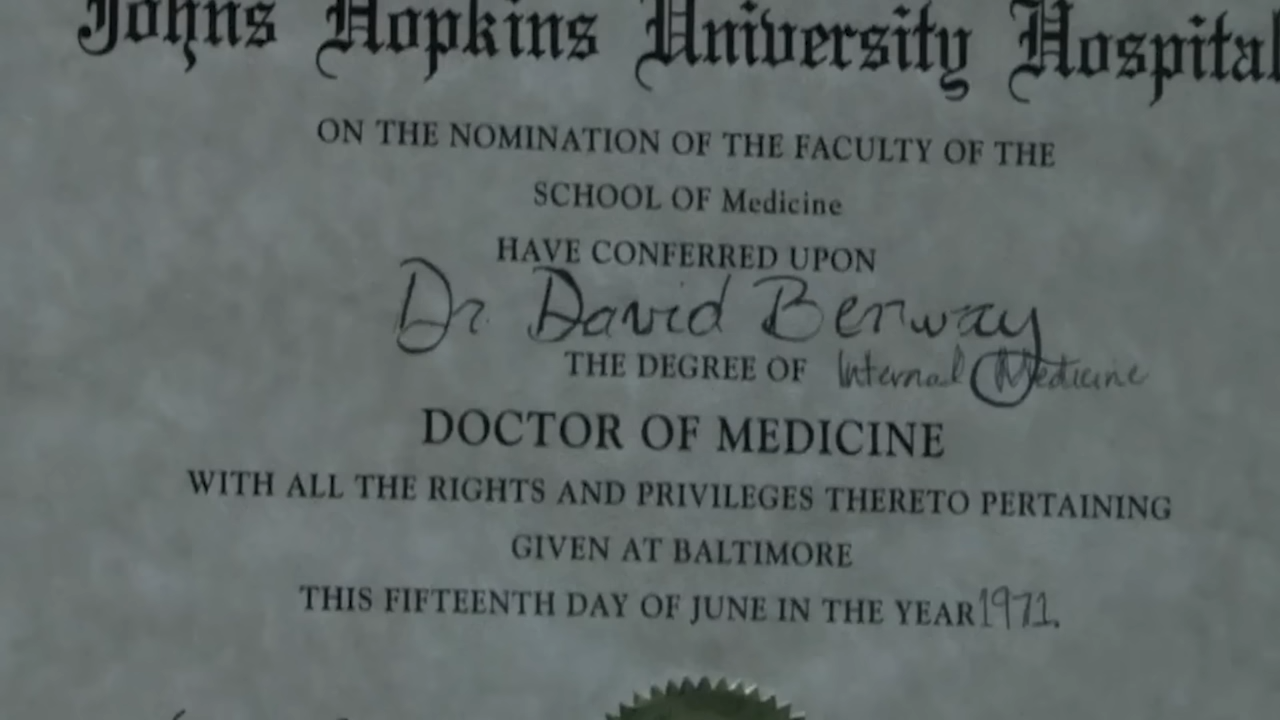 Johns Hopkins University Hospital
ON THE NOMINATION OF THE FACULTY OF THE
SCHOOL OF Medicine
HAVE CONFERRED UPON
Dr. David Berway
THE DEGREE OF Internal Medicine
DOCTOR OF MEDICINE
WITH ALL THE RIGHTS AND PRIVILEGES THERETO PERTAINING
GIVEN AT BALTIMORE
THIS FIFTEENTH DAY OF JUNE IN THE YEAR 1971.